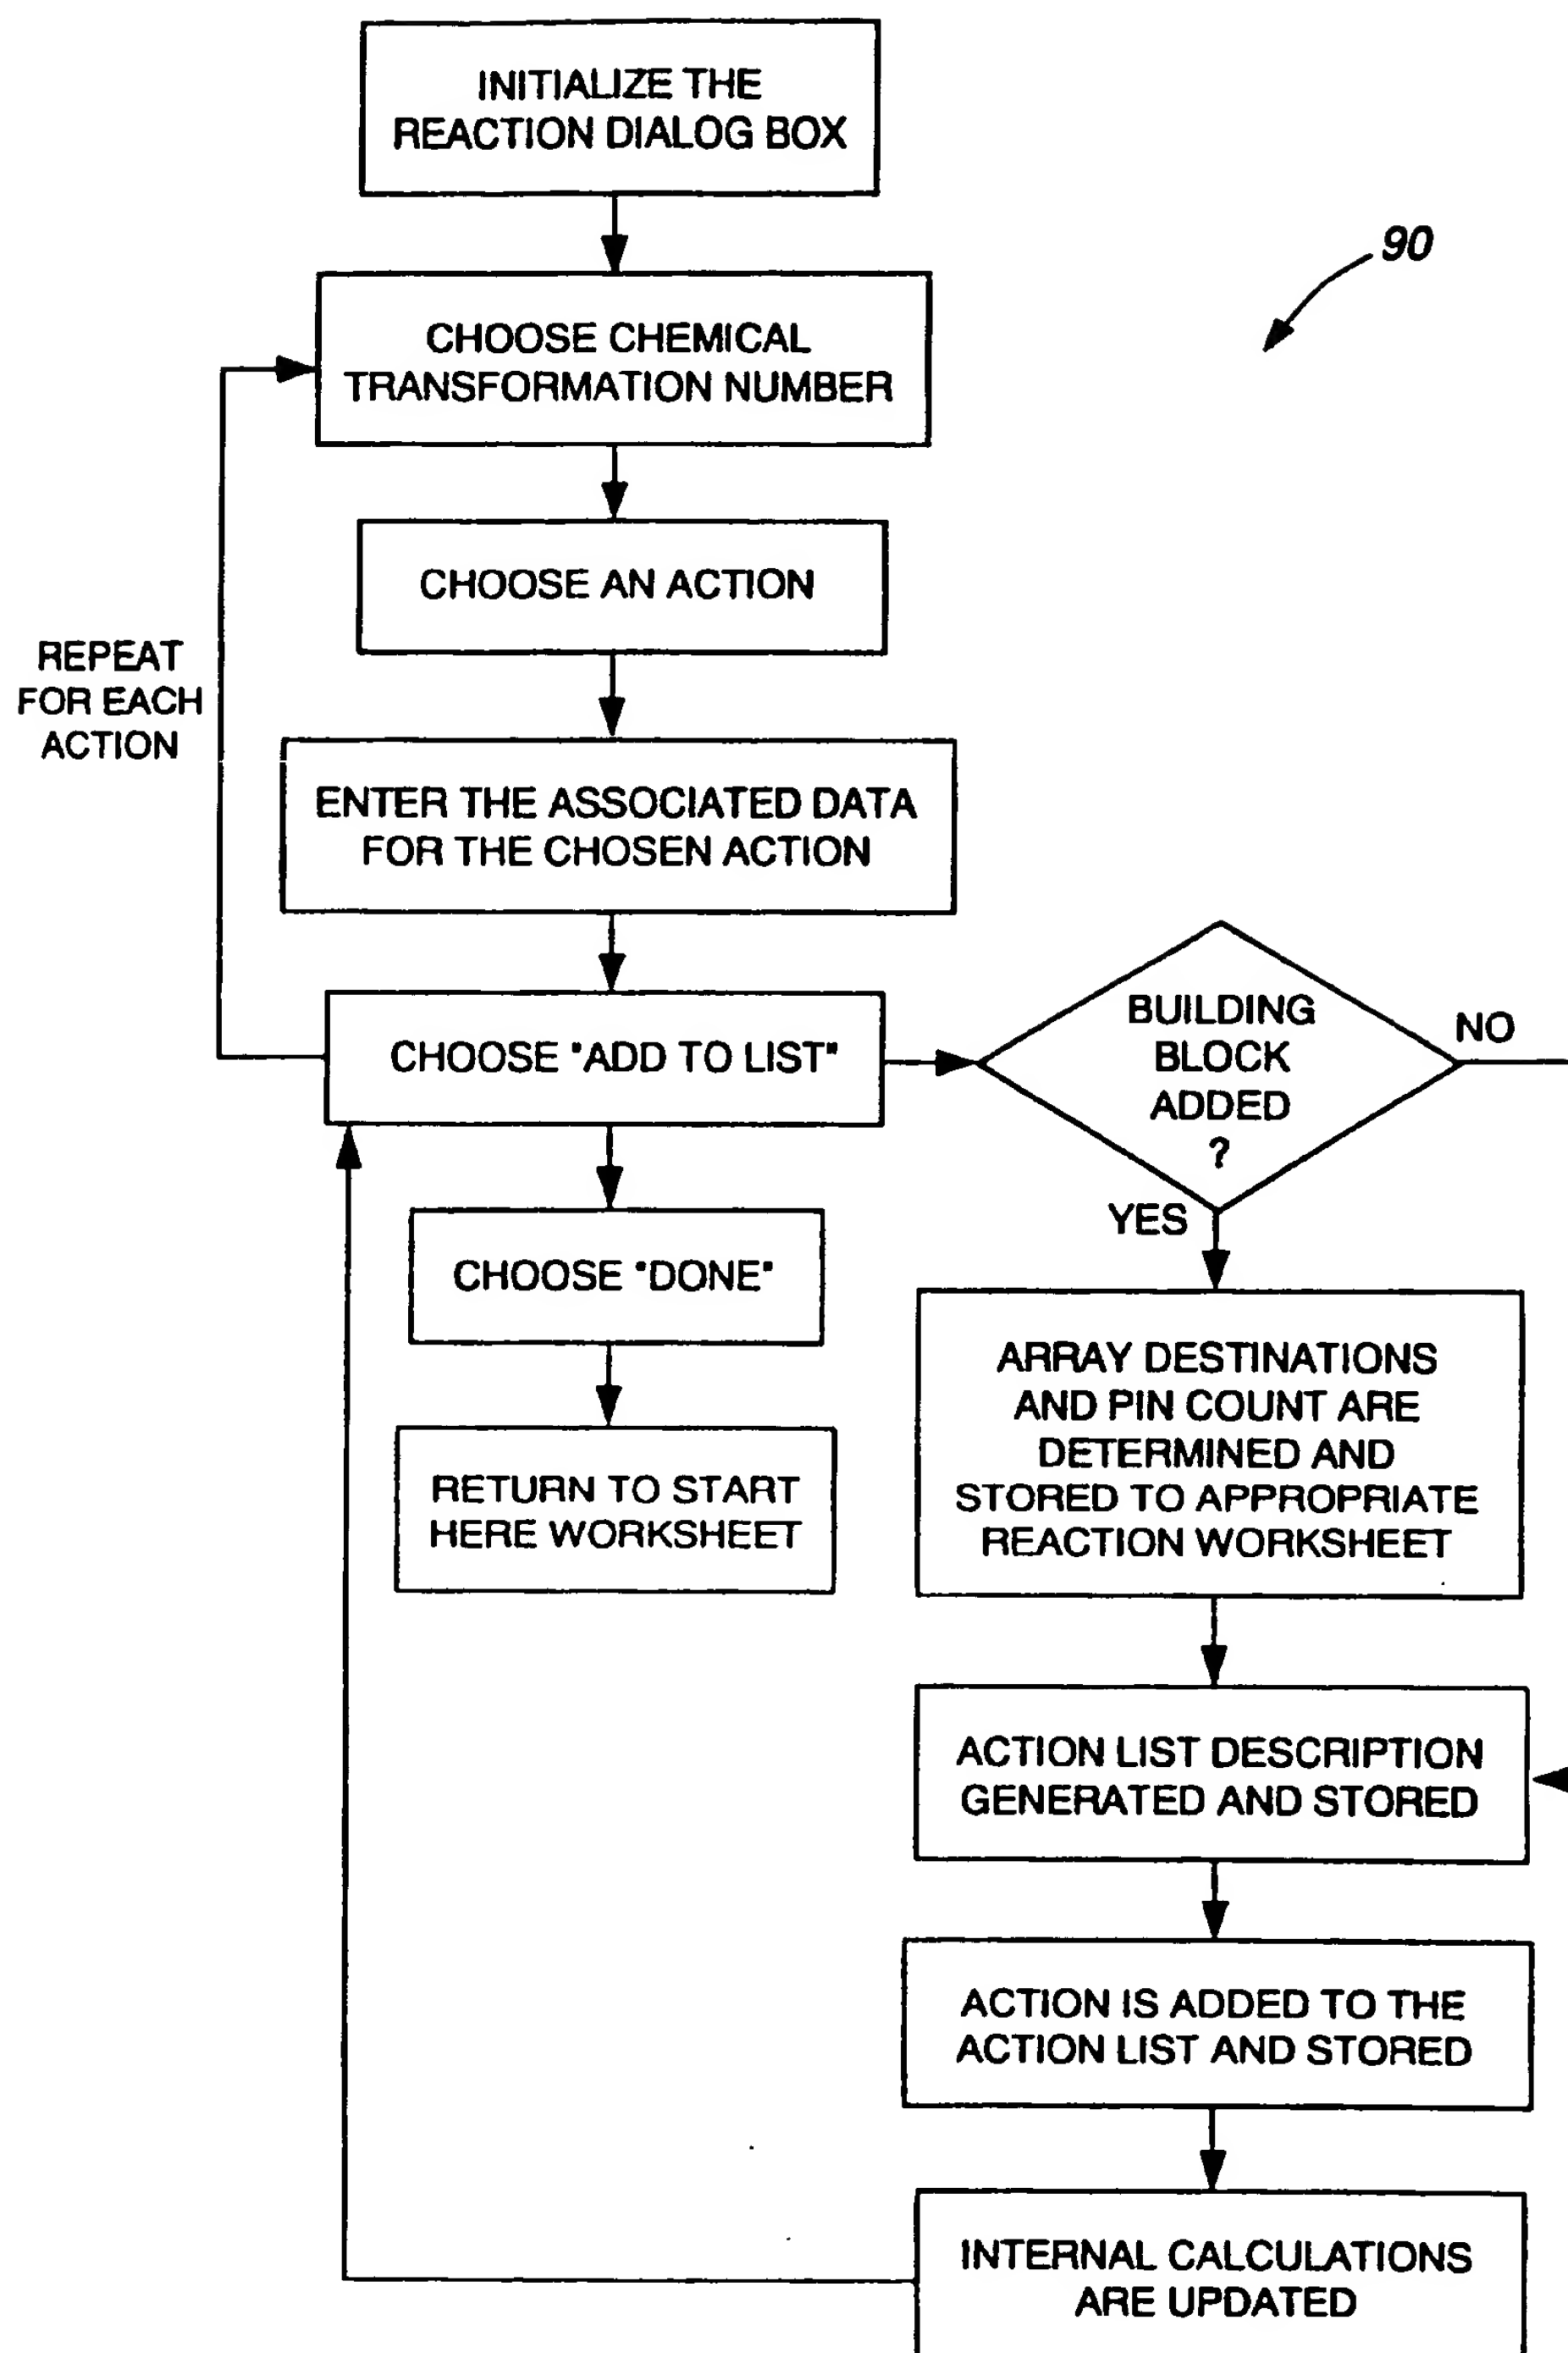 INITIALIZE THE
REACTION DIALOG BOX
90
CHOOSE CHEMICAL
TRANSFORMATION NUMBER
CHOOSE AN ACTION
REPEAT
FOR EACH
ACTION
ENTER THE ASSOCIATED DATA
FOR THE CHOSEN ACTION
CHOOSE "ADD TO LIST"
BUILDING
BLOCK
ADDED
?
NO
YES
CHOOSE "DONE"
RETURN TO START
HERE WORKSHEET
ARRAY DESTINATIONS
AND PIN COUNT ARE
DETERMINED AND
STORED TO APPROPRIATE
REACTION WORKSHEET
ACTION LIST DESCRIPTION
GENERATED AND STORED
ACTION IS ADDED TO THE
ACTION LIST AND STORED
INTERNAL CALCULATIONS
ARE UPDATED